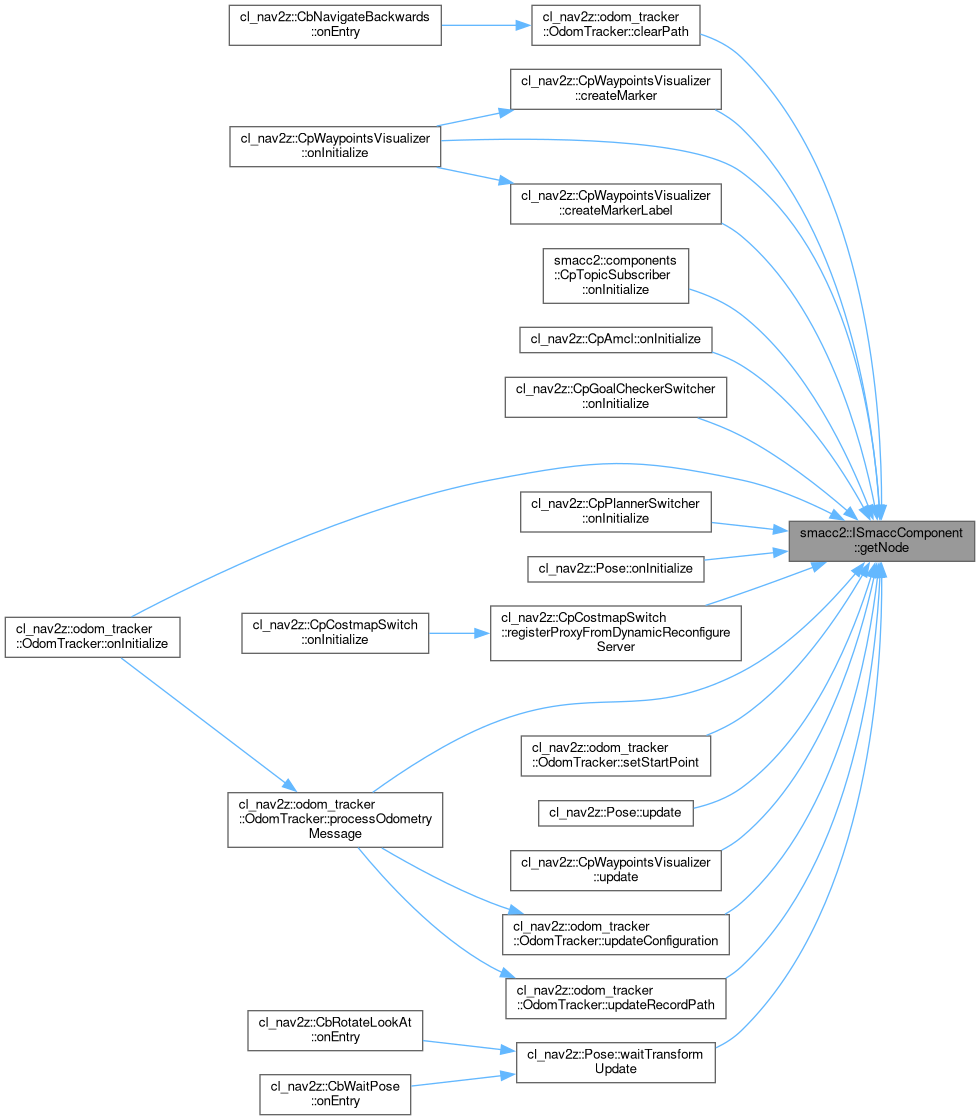 cl_nav2z::CbNavigateBackwards
::onEntry
cl_nav2z::odom_tracker
::OdomTracker::clearPath
cl_nav2z::CpWaypointsVisualizer
::createMarker
cl_nav2z::CpWaypointsVisualizer
::onInitialize
cl_nav2z::CpWaypointsVisualizer
::createMarkerLabel
smacc2::components
::CpTopicSubscriber
::onInitialize
cl_nav2z::CpAmcl::onInitialize
cl_nav2z::CpGoalCheckerSwitcher
::onInitialize
cl_nav2z::CpPlannerSwitcher
::onInitialize
smacc2::ISmaccComponent
::getNode
cl_nav2z::Pose::onInitialize
cl_nav2z::odom_tracker
::OdomTracker::onInitialize
cl_nav2z::CpCostmapSwitch
::onInitialize
cl_nav2z::CpCostmapSwitch
::registerProxyFromDynamicReconfigure
Server
cl_nav2z::odom_tracker
::OdomTracker::setStartPoint
cl_nav2z::odom_tracker
::OdomTracker::processOdometry
Message
cl_nav2z::Pose::update
cl_nav2z::CpWaypointsVisualizer
::update
cl_nav2z::odom_tracker
::OdomTracker::updateConfiguration
cl_nav2z::odom_tracker
::OdomTracker::updateRecordPath
cl_nav2z::CbRotateLookAt
::onEntry
cl_nav2z::Pose::waitTransform
Update
cl_nav2z::CbWaitPose
::onEntry